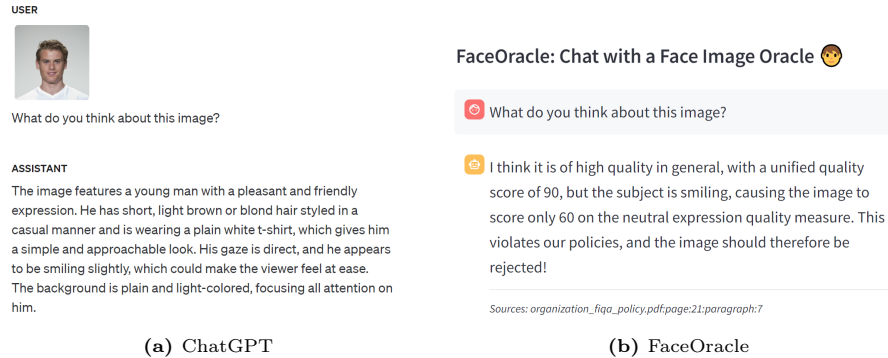 USER
What do you think about this image?
ASSISTANT
The image features a young man with a pleasant and friendly
expression. He has short, light brown or blond hair styled in a
casual manner and is wearing a plain white t-shirt, which gives him
a simple and approachable look. His gaze is direct, and he appears
to be smiling slightly, which could make the viewer feel at ease.
The background is plain and light-colored, focusing all attention on
him.
(a) ChatGPT
FaceOracle: Chat with a Face Image Oracle 🧑
What do you think about this image?
I think it is of high quality in general, with a unified quality
score of 90, but the subject is smiling, causing the image to
score only 60 on the neutral expression quality measure. This
violates our policies, and the image should therefore be
rejected!
Sources: organization_fiqa_policy.pdf:page:21:paragraph:7
(b) FaceOracle